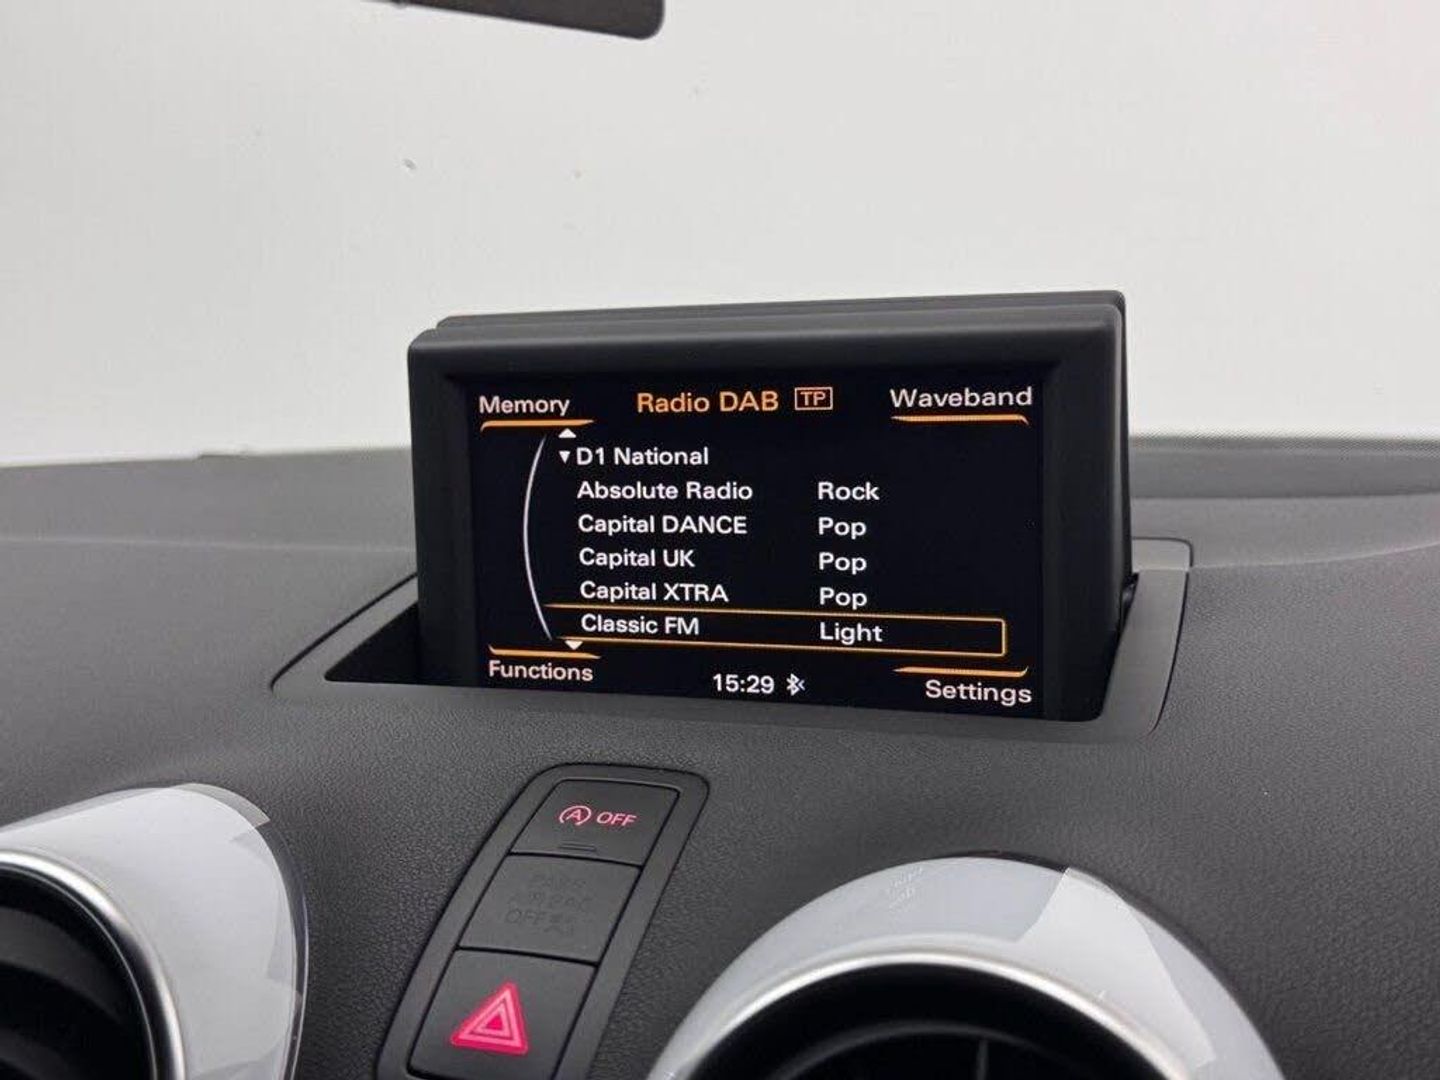 Memory Radio DAB TP Waveband
D1 National
Absolute Radio Rock
Capital DANCE Pop
Capital UK Pop
Capital XTRA Pop
Classic FM Light
Functions 15:29 Settings
A OFF
OFF